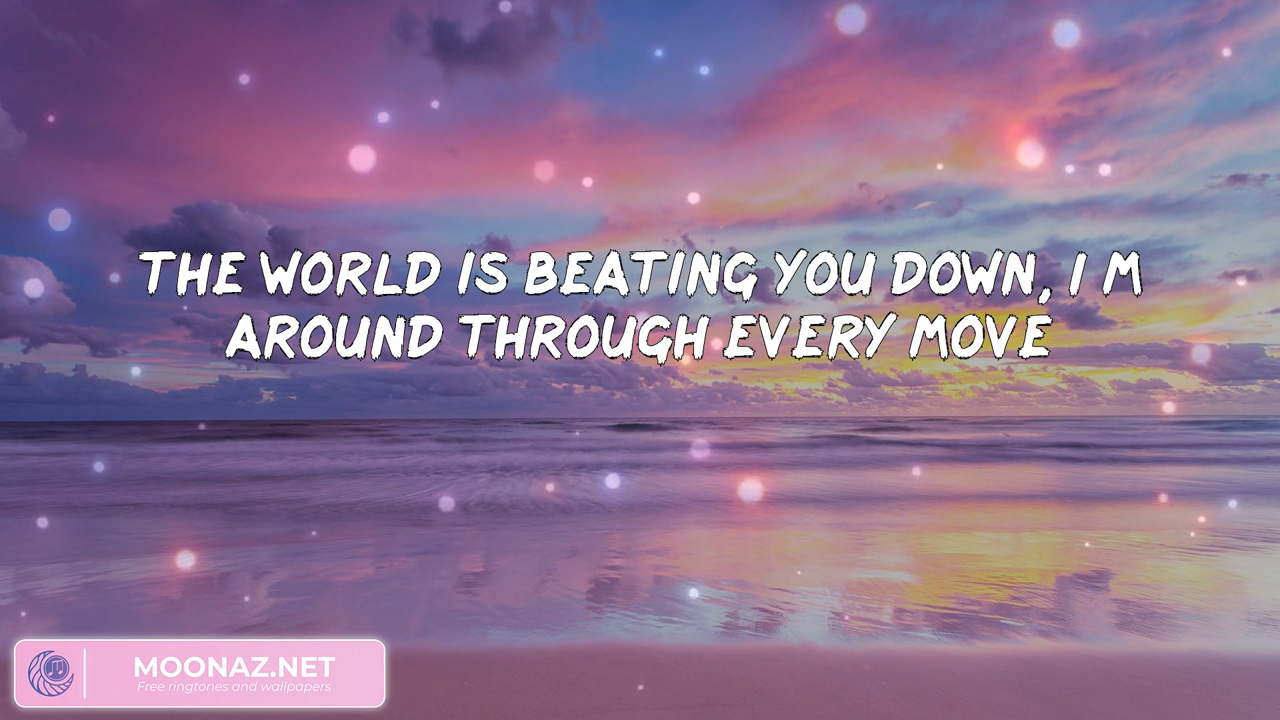 THE WORLD IS BEATING YOU DOWN, I M
AROUND THROUGH EVERY MOVE
MOONAZ.NET
Free ringtones and wallpapers